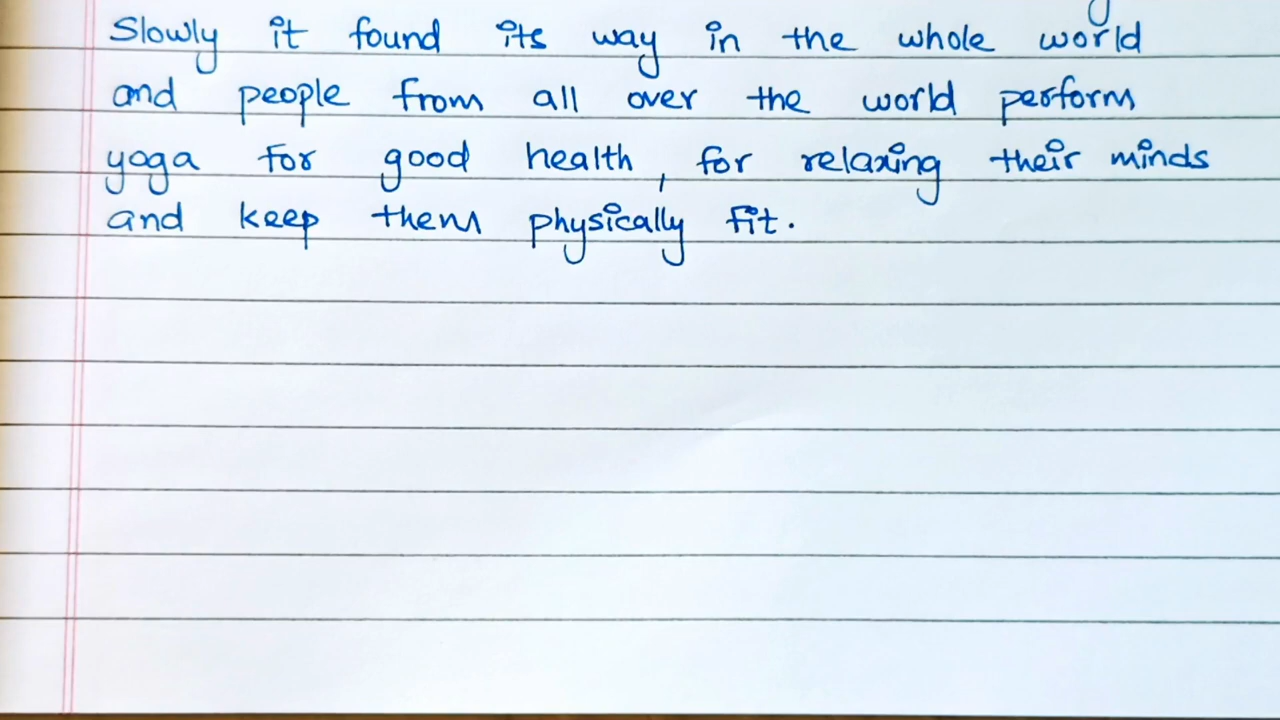 Slowly it found its way in the whole world
and people from all over the world perform
yoga for good health, for relaxing their minds
and keep them physically fit.